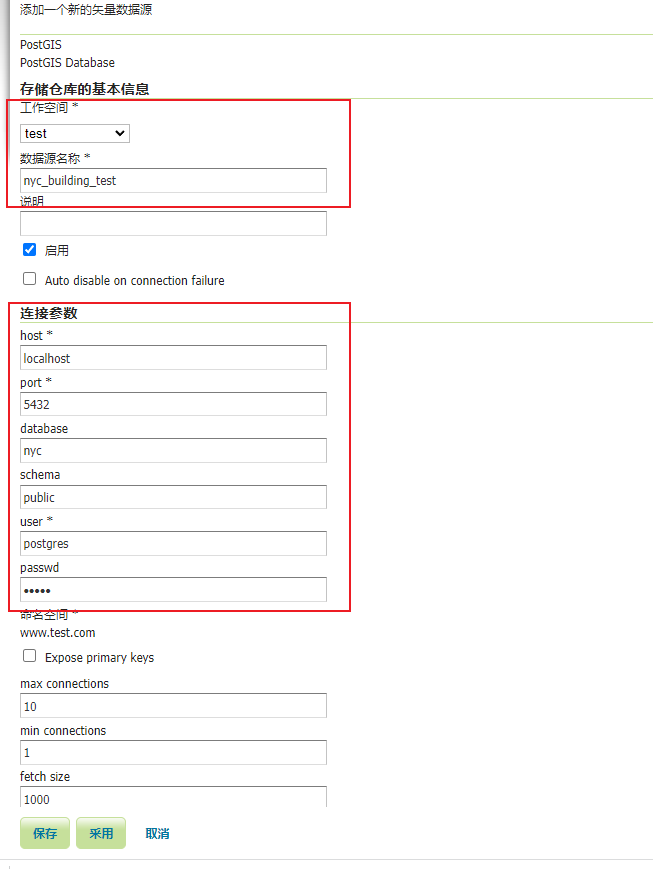 添加一个新的矢量数据源
PostGIS
PostGIS Database
存储仓库的基本信息
工作空间 *
test
数据源名称 *
nyc_building_test
说明
启用
Auto disable on connection failure
连接参数
host *
localhost
port *
5432
database
nyc
schema
public
user *
postgres
passwd
•••••
命名空间 *
www.test.com
Expose primary keys
max connections
10
min connections
1
fetch size
1000
保存 采用 取消